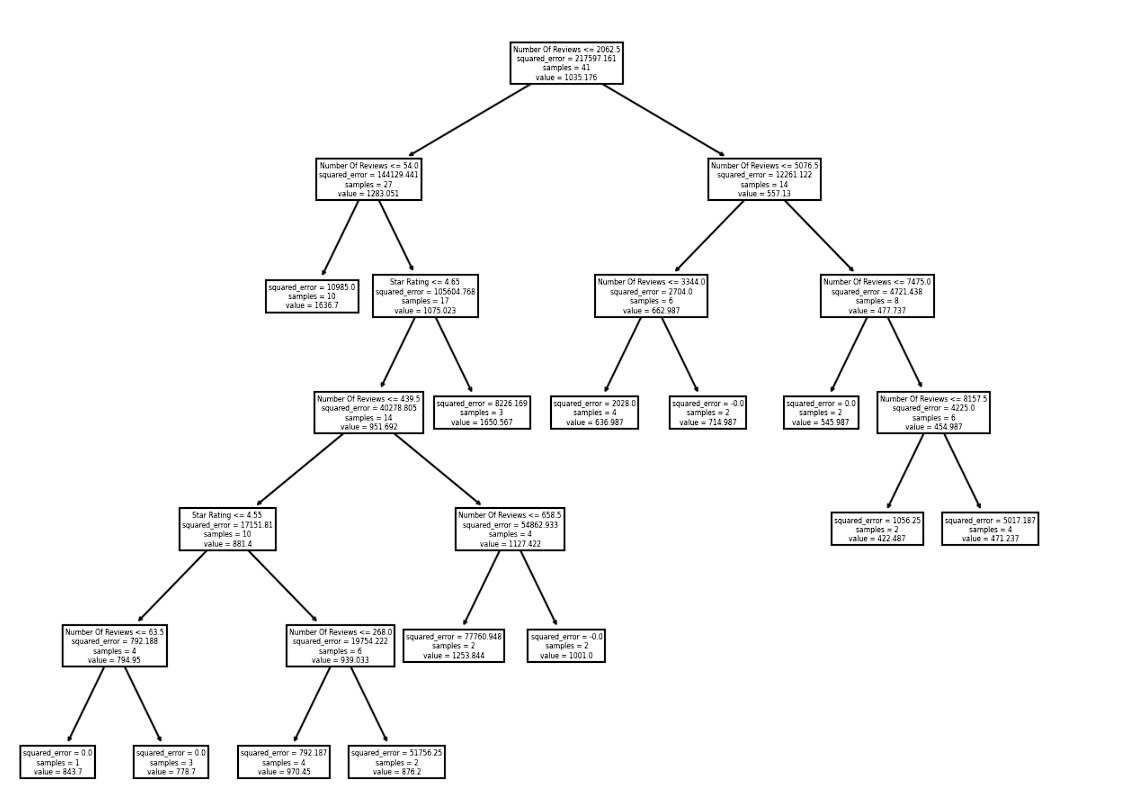 Number Of Reviews <= 2062.5
squared_error = 217597.161
samples = 41
value = 1035.176
Number Of Reviews <= 54.0
squared_error = 144129.441
samples = 27
value = 1283.051
Number Of Reviews <= 5076.5
squared_error = 12261.122
samples = 14
value = 557.13
squared_error = 10985.0
samples = 10
value = 1636.7
Star Rating <= 4.65
squared_error = 105604.768
samples = 17
value = 1075.023
Number Of Reviews <= 3344.0
squared_error = 2704.0
samples = 6
value = 662.987
Number Of Reviews <= 7475.0
squared_error = 4721.438
samples = 8
value = 477.737
Number Of Reviews <= 439.5
squared_error = 40278.805
samples = 14
value = 951.692
squared_error = 8226.169
samples = 3
value = 1650.567
squared_error = 2028.0
samples = 4
value = 636.987
squared_error = -0.0
samples = 2
value = 714.987
squared_error = 0.0
samples = 2
value = 545.987
Number Of Reviews <= 8157.5
squared_error = 4225.0
samples = 6
value = 454.987
Star Rating <= 4.55
squared_error = 17151.81
samples = 10
value = 881.4
Number Of Reviews <= 658.5
squared_error = 54862.933
samples = 4
value = 1127.422
squared_error = 1056.25
samples = 2
value = 422.487
squared_error = 5017.187
samples = 4
value = 471.237
Number Of Reviews <= 63.5
squared_error = 792.188
samples = 4
value = 794.95
Number Of Reviews <= 268.0
squared_error = 19754.222
samples = 6
value = 939.033
squared_error = 77760.948
samples = 2
value = 1253.844
squared_error = -0.0
samples = 2
value = 1001.0
squared_error = 0.0
samples = 1
value = 843.7
squared_error = 0.0
samples = 3
value = 778.7
squared_error = 792.187
samples = 4
value = 970.45
squared_error = 51756.25
samples = 2
value = 876.2